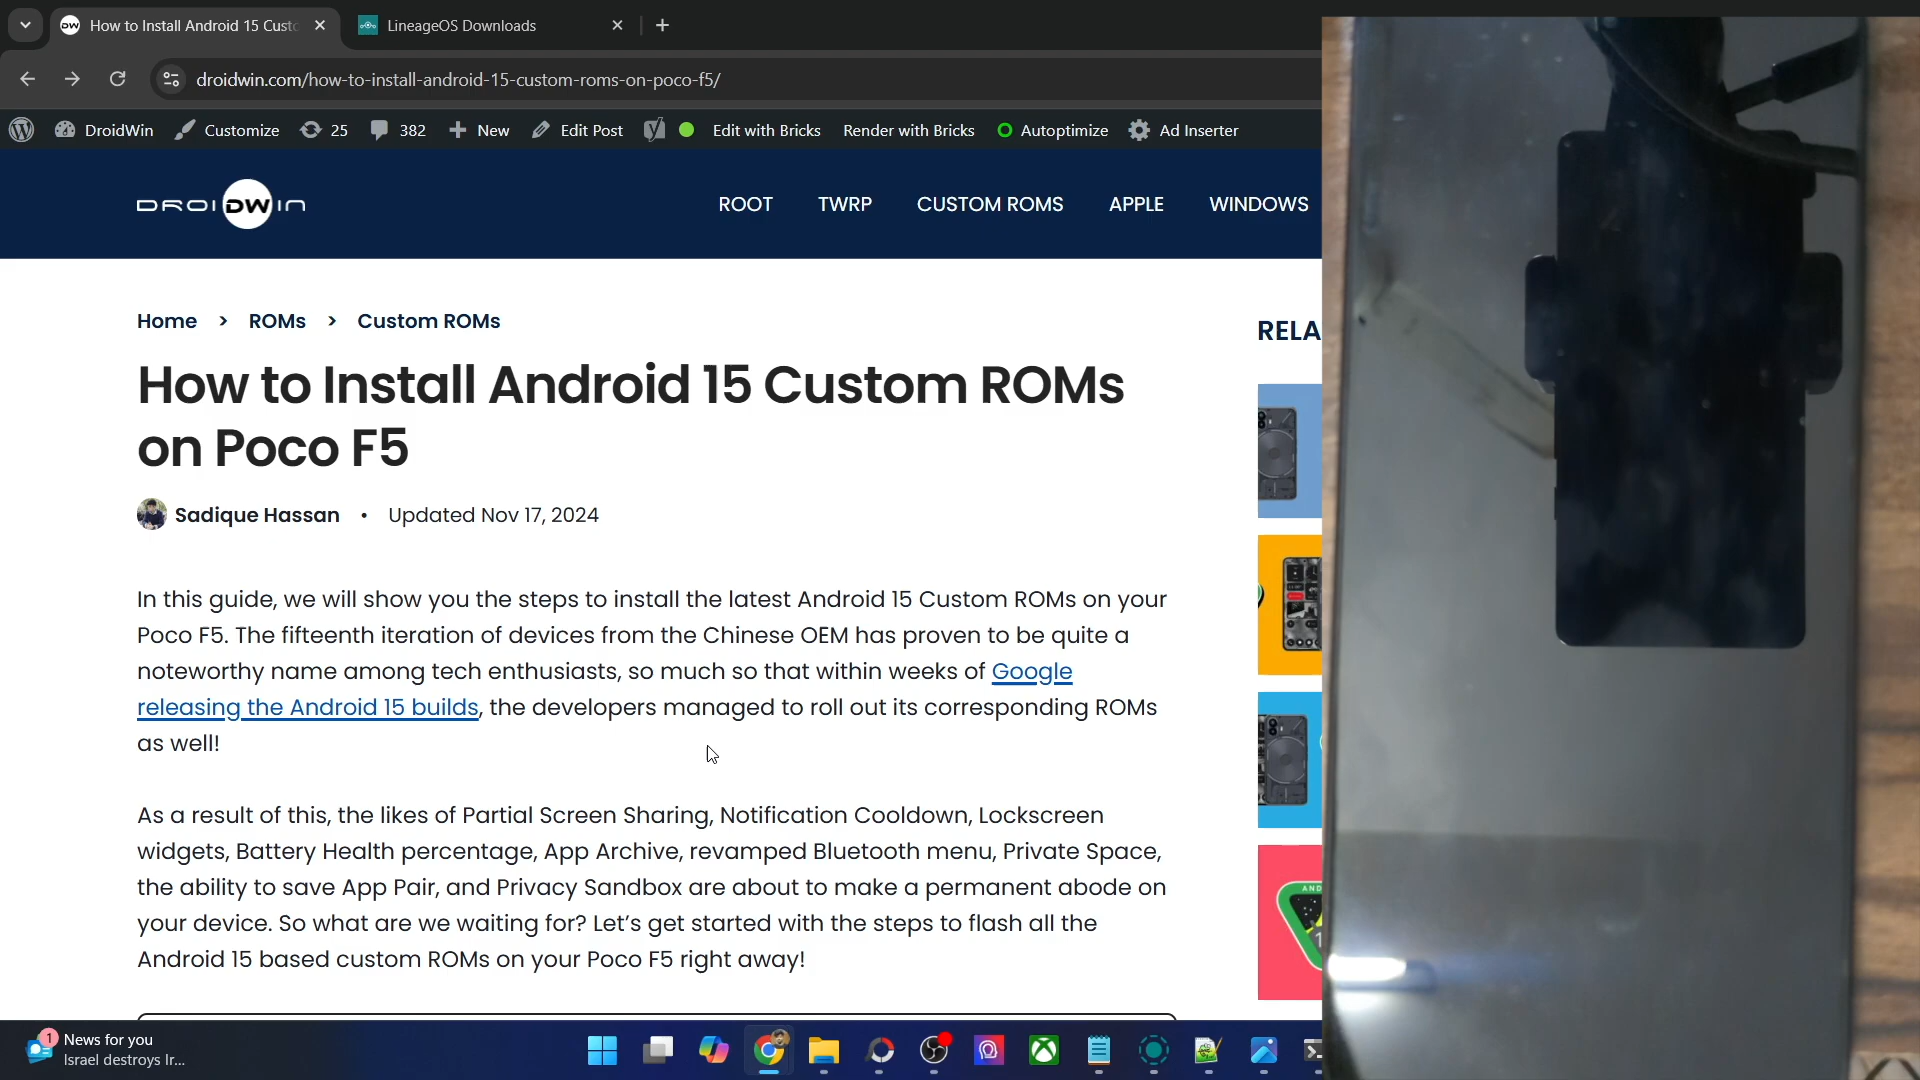 How to Install Android 15 Custo
LineageOS Downloads
droidwin.com/how-to-install-android-15-custom-roms-on-poco-f5/
DroidWin
Customize
25
382
New
Edit Post
Edit with Bricks
Render with Bricks
Autoptimize
Ad Inserter
DROIDWIN
ROOT
TWRP
CUSTOM ROMS
APPLE
WINDOWS
Home > ROMs > Custom ROMs
How to Install Android 15 Custom ROMs
on Poco F5
Sadique Hassan • Updated Nov 17, 2024
In this guide, we will show you the steps to install the latest Android 15 Custom ROMs on your
Poco F5. The fifteenth iteration of devices from the Chinese OEM has proven to be quite a
noteworthy name among tech enthusiasts, so much so that within weeks of Google
releasing the Android 15 builds, the developers managed to roll out its corresponding ROMs
as well!
As a result of this, the likes of Partial Screen Sharing, Notification Cooldown, Lockscreen
widgets, Battery Health percentage, App Archive, revamped Bluetooth menu, Private Space,
the ability to save App Pair, and Privacy Sandbox are about to make a permanent abode on
your device. So what are we waiting for? Let's get started with the steps to flash all the
Android 15 based custom ROMs on your Poco F5 right away!
RELA
AND
1
News for you
Israel destroys Ir...